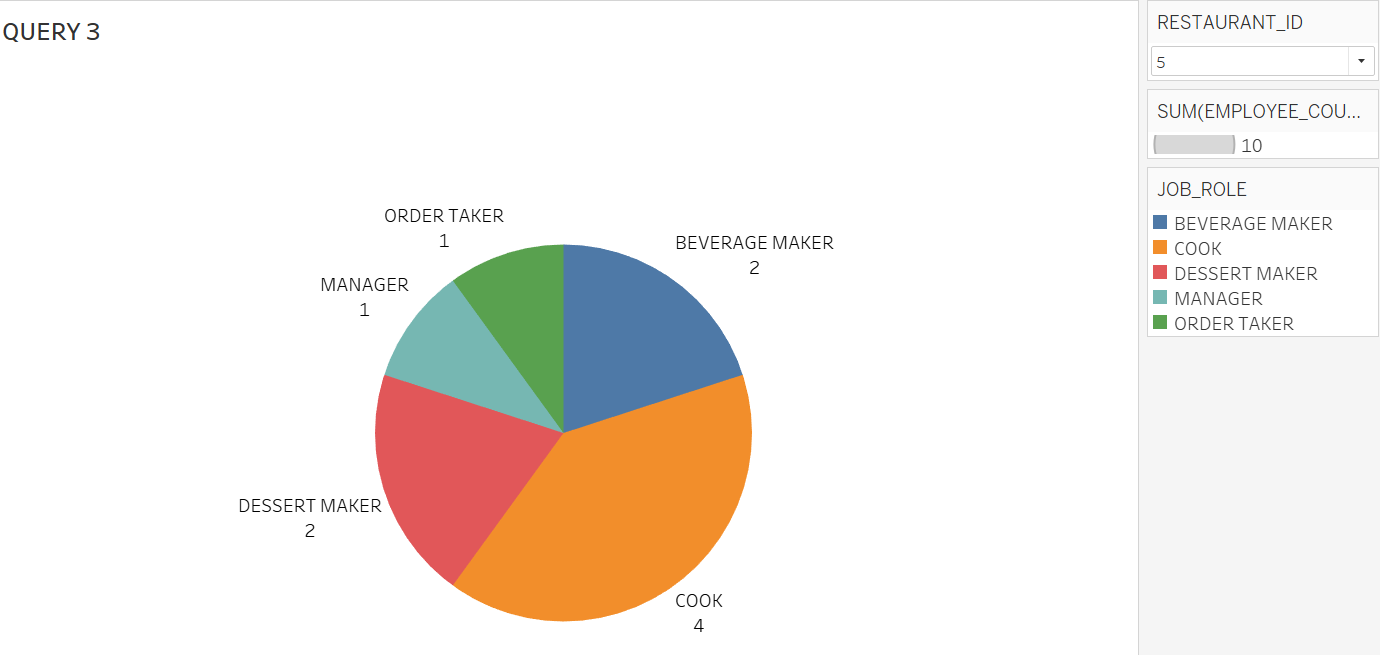 QUERY 3
ORDER TAKER
1
BEVERAGE MAKER
2
MANAGER
1
DESSERT MAKER
2
COOK
4
RESTAURANT_ID
5
SUM(EMPLOYEE_COU...
10
JOB_ROLE
BEVERAGE MAKER
COOK
DESSERT MAKER
MANAGER
ORDER TAKER